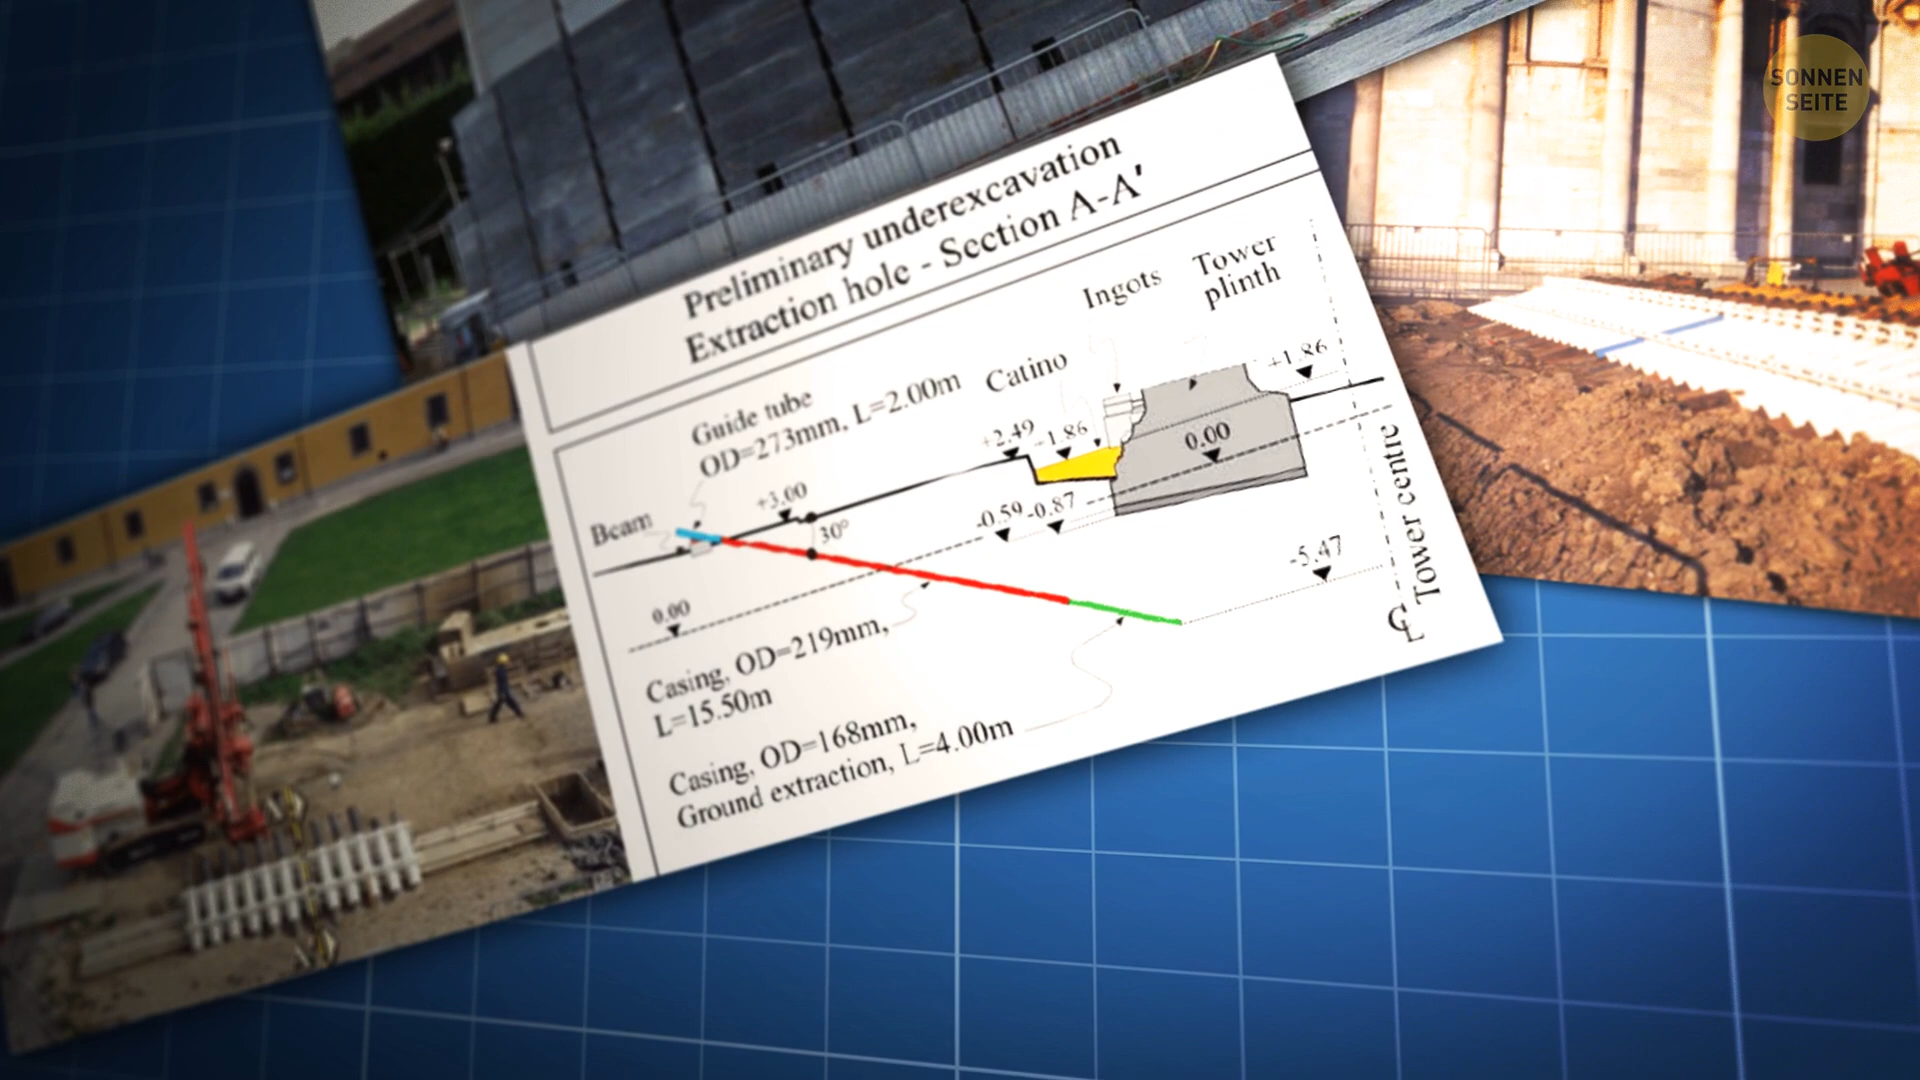 SONNEN
SEITE
Preliminary underexcavation
Extraction hole - Section A-A'
Tower
plinth
Ingots
Catino
Guide tube
OD=273mm, L=2.00m
+1.86
+2.49
-1.86
0.00
+3.00
Beam
30°
-0.59
-0.87
-5.47
0.00
Tower centre
Casing, OD=219mm,
L=15.50m
Casing, OD=168mm,
Ground extraction, L=4.00m